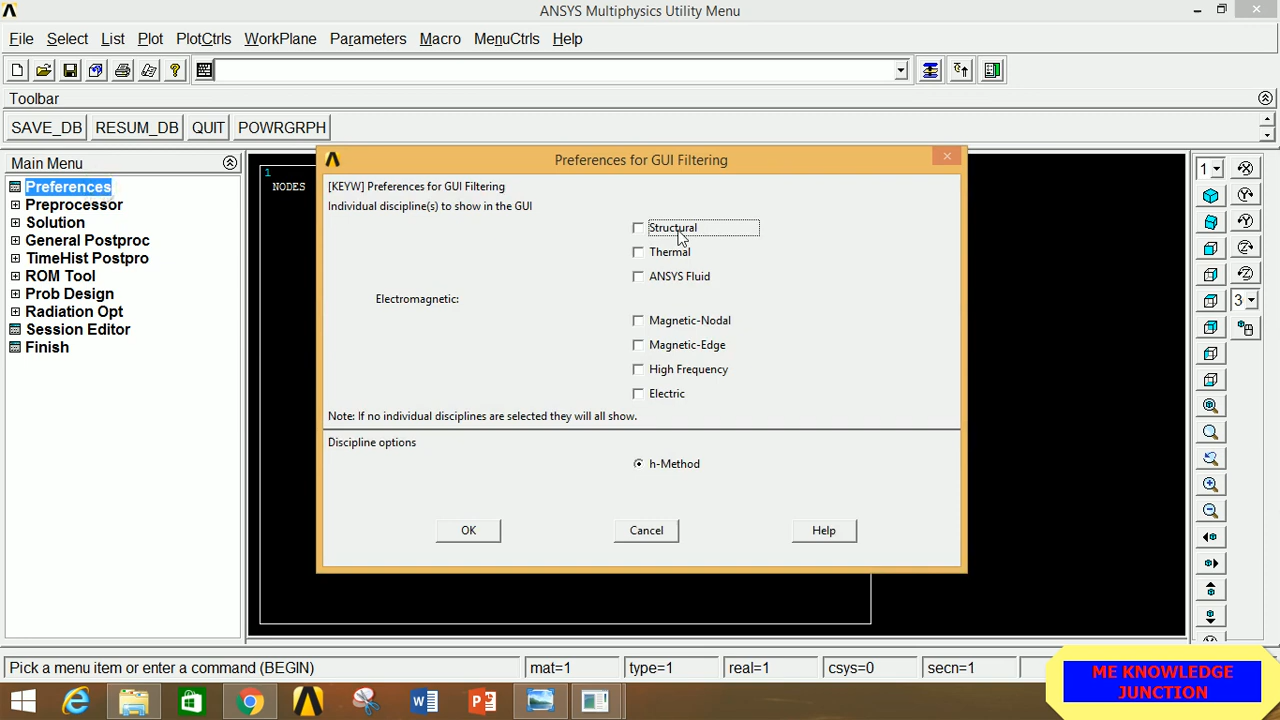 ANSYS Multiphysics Utility Menu
File Select List Plot PlotCtrls WorkPlane Parameters Macro MenuCtrls Help
Toolbar
SAVE_DB RESUM_DB QUIT POWRGRPH
Main Menu
Preferences
Preprocessor
Solution
General Postproc
TimeHist Postpro
ROM Tool
Prob Design
Radiation Opt
Session Editor
Finish
1
NODES
Preferences for GUI Filtering
[KEYW] Preferences for GUI Filtering
Individual discipline(s) to show in the GUI
Structural
Thermal
ANSYS Fluid
Electromagnetic:
Magnetic-Nodal
Magnetic-Edge
High Frequency
Electric
Note: If no individual disciplines are selected they will all show.
Discipline options
h-Method
OK Cancel Help
1
3
Pick a menu item or enter a command (BEGIN) mat=1 type=1 real=1 csys=0 secn=1
ME KNOWLEDGE
JUNCTION